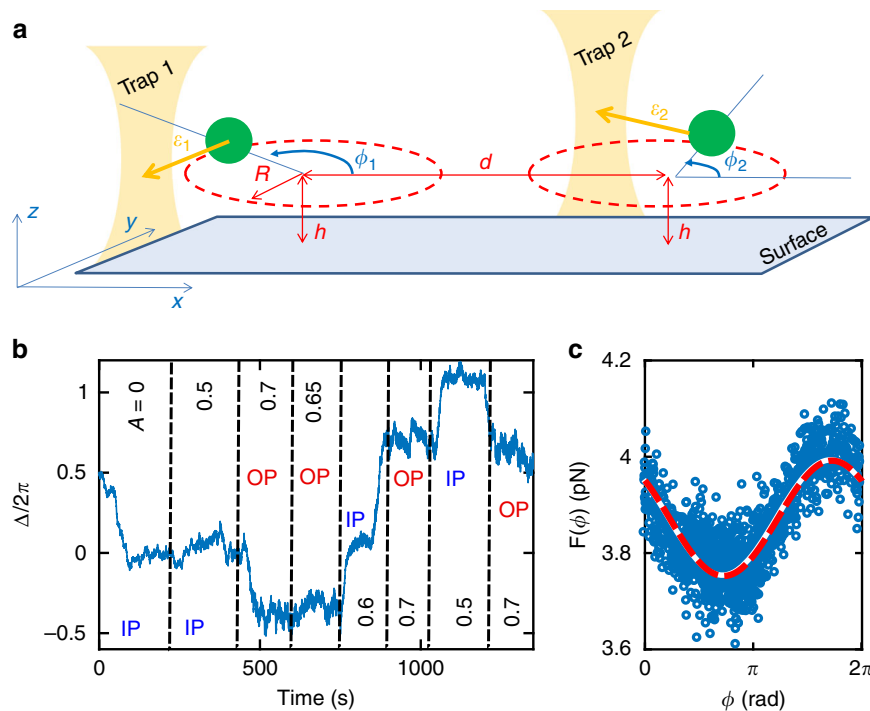 a
Trap 1
Trap 2
ε₁
ε₂
ϕ₁
ϕ₂
R
d
h
h
z
y
x
Surface
b
Δ/2π
1
0.5
0
−0.5
A = 0
0.5
0.7
0.65
0.6
0.7
0.5
0.7
IP
IP
OP
OP
IP
OP
IP
OP
0
500
1000
Time (s)
c
F(ϕ) (pN)
4.2
4
3.8
3.6
0
π
2π
ϕ (rad)